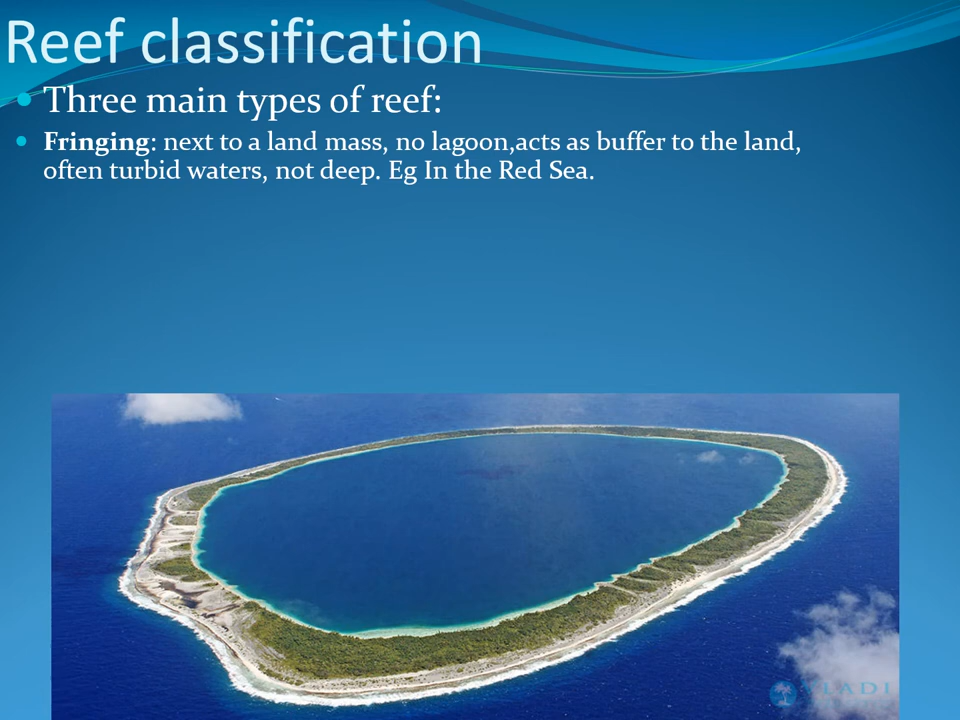 Reef classification
Three main types of reef:
Fringing: next to a land mass, no lagoon,acts as buffer to the land,
often turbid waters, not deep. Eg In the Red Sea.
VLADI